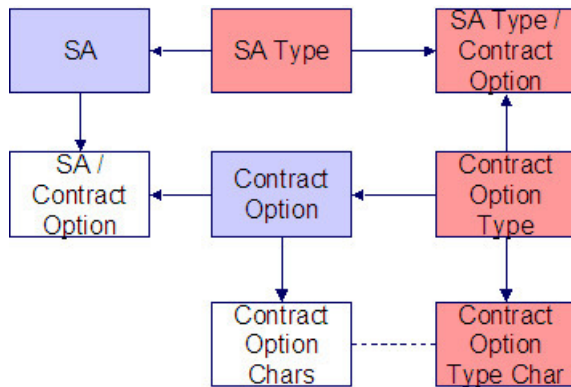 SA
SA Type
SA Type /
Contract
Option
SA /
Contract
Option
Contract
Option
Contract
Option
Type
Contract
Option
Chars
Contract
Option
Type Char